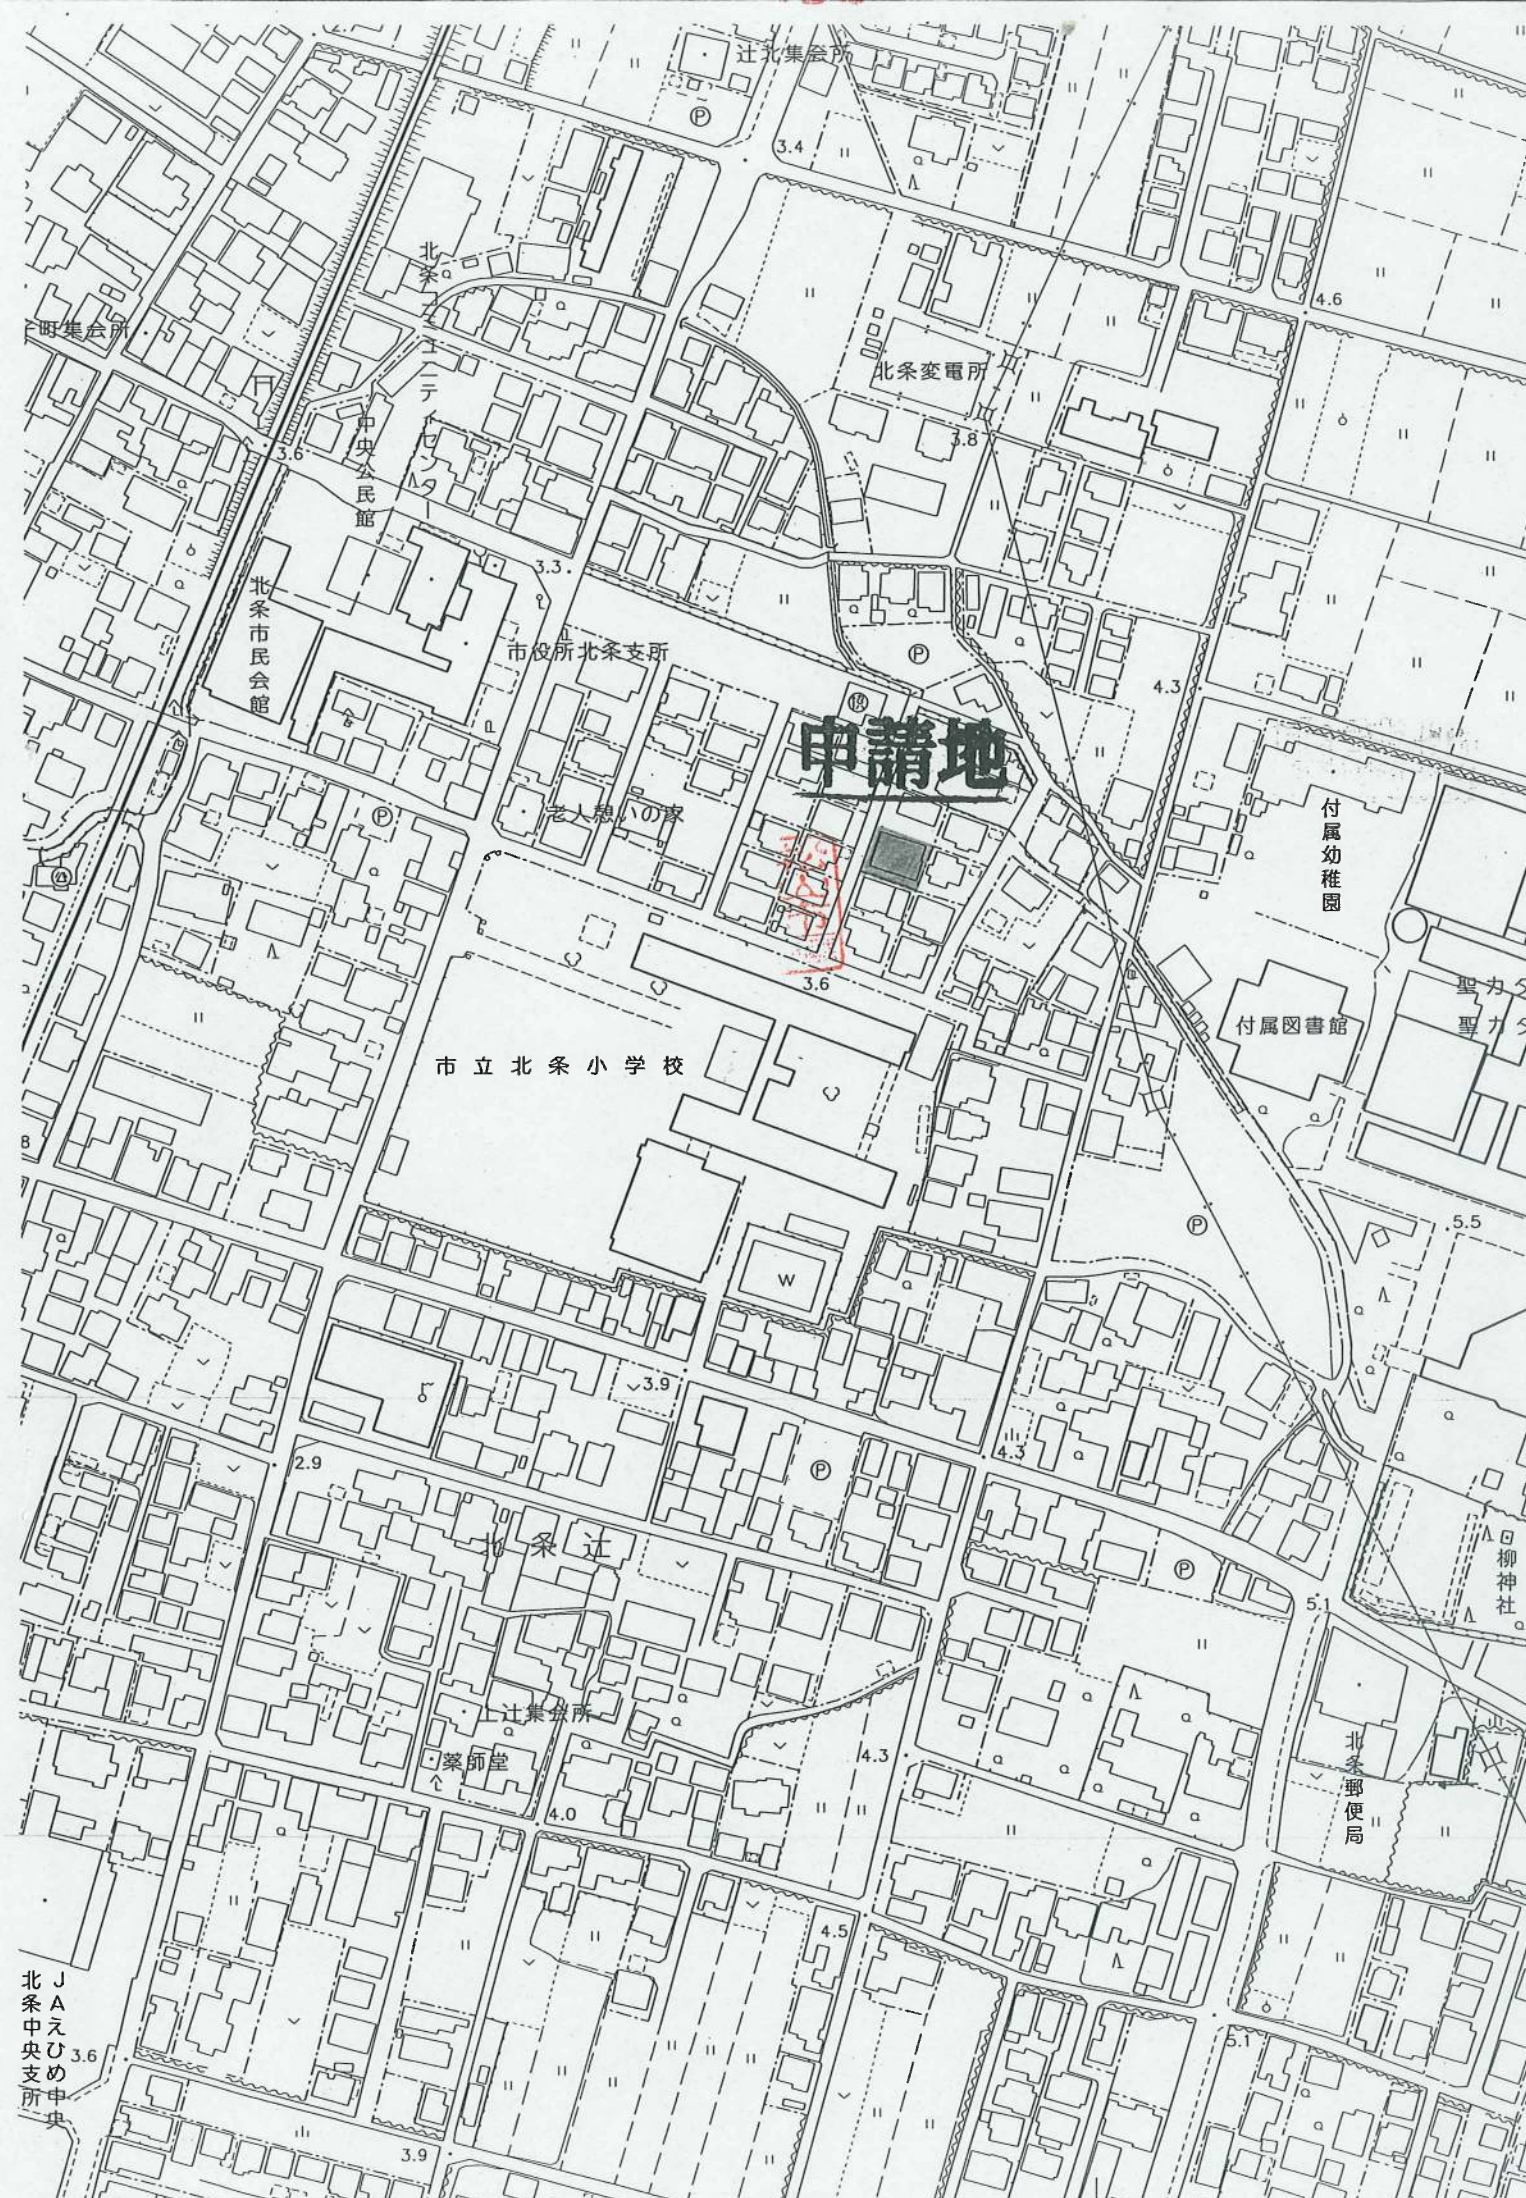 辻北集会所
Ⓟ
3.4
北条コミュニティセンター
4.6
町集会所
北条変電所
3.8
中央公民館
3.6
3.3
北条市民会館
市役所北条支所
Ⓟ
4.3
申請地
老人憩いの家
Ⓟ
付属幼稚園
3.6
聖カタ
聖カタ
付属図書館
市立北条小学校
8
Ⓟ
5.5
W
3.9
4.3
2.9
Ⓟ
北条辻
Ⓟ
柳神社
5.1
上辻集会所
薬師堂
4.3
北条郵便局
4.0
4.5
JAえひめ中央
北条中央支所
3.6
5.1
3.9